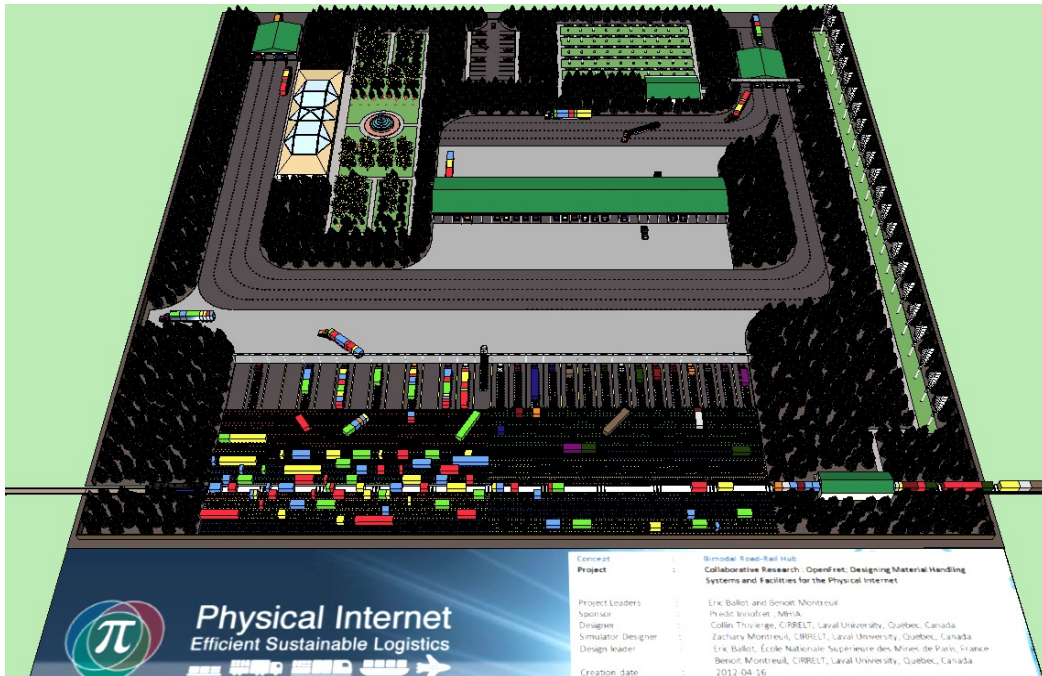 π
Physical Internet
Efficient Sustainable Logistics
Concept : Bimodal Road-Rail Hub
Project : Collaborative Research : OpenFret: Designing Material Handling
Systems and Facilities for the Physical Internet
Project Leaders : Eric Ballot and Benoit Montreuil
Sponsor : Predit Innofret ; MHIA
Designer : Collin Thivierge, CIRRELT, Laval University, Québec, Canada
Simulator Designer : Zachary Montreuil, CIRRELT, Laval University, Québec, Canada
Design leader : Eric Ballot, École Nationale Supérieure des Mines de Paris, France
Benoit Montreuil, CIRRELT, Laval University, Québec, Canada
Creation date : 2012-04-16